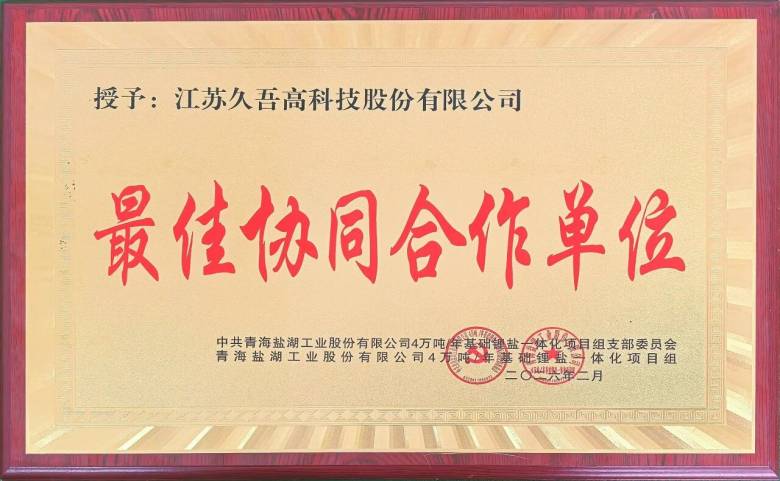 授予：江苏久吾高科技股份有限公司
最佳协同合作单位
中共青海盐湖工业股份有限公司4万吨/年基础锂盐一体化项目组支部委员会
青海盐湖工业股份有限公司4万吨/年基础锂盐一体化项目组
二〇二六年二月